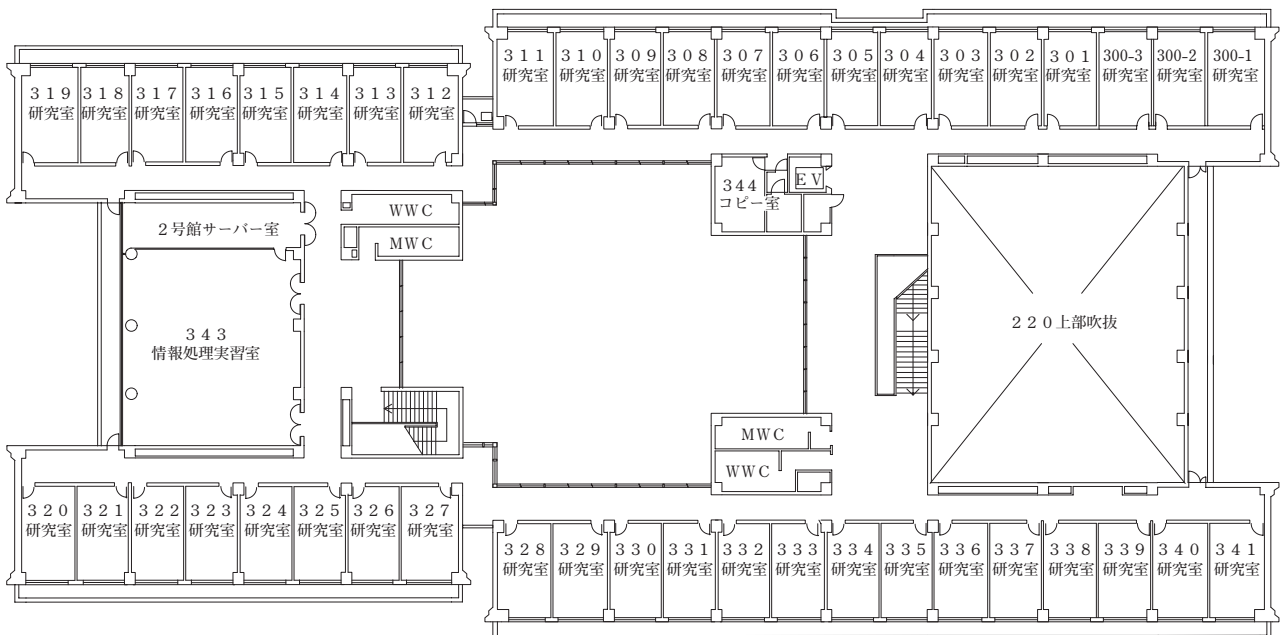 ３１１
研究室
３１０
研究室
３０９
研究室
３０８
研究室
３０７
研究室
３０６
研究室
３０５
研究室
３０４
研究室
３０３
研究室
３０２
研究室
３０１
研究室
300-3
研究室
300-2
研究室
300-1
研究室
３１９
研究室
３１８
研究室
３１７
研究室
３１６
研究室
３１５
研究室
３１４
研究室
３１３
研究室
３１２
研究室
３４４
コピー室
ＥＶ
ＷＷＣ
ＭＷＣ
２号館サーバー室
３４３
情報処理実習室
２２０上部吹抜
ＭＷＣ
ＷＷＣ
３２０
研究室
３２１
研究室
３２２
研究室
３２３
研究室
３２４
研究室
３２５
研究室
３２６
研究室
３２７
研究室
３２８
研究室
３２９
研究室
３３０
研究室
３３１
研究室
３３２
研究室
３３３
研究室
３３４
研究室
３３５
研究室
３３６
研究室
３３７
研究室
３３８
研究室
３３９
研究室
３４０
研究室
３４１
研究室